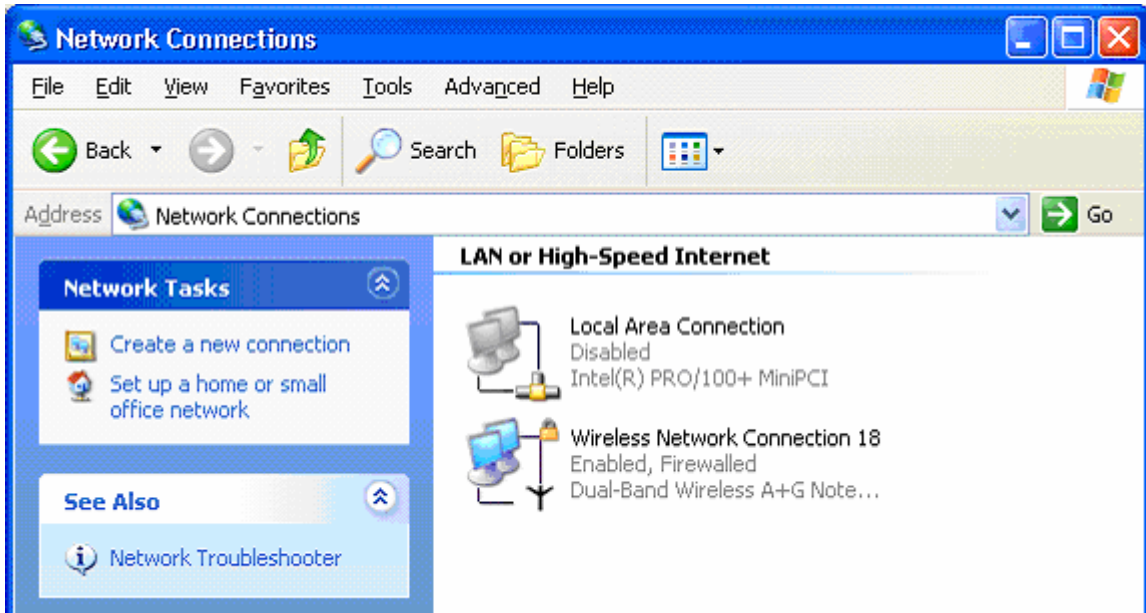 Network Connections
File Edit View Favorites Tools Advanced Help
Back Search Folders
Address Network Connections Go
Network Tasks
Create a new connection
Set up a home or small
office network
See Also
Network Troubleshooter
LAN or High-Speed Internet
Local Area Connection
Disabled
Intel(R) PRO/100+ MiniPCI
Wireless Network Connection 18
Enabled, Firewalled
Dual-Band Wireless A+G Note...